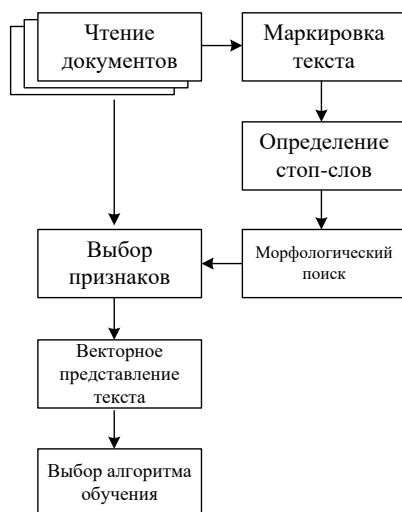 Чтение
документов
Маркировка
текста
Определение
стоп-слов
Морфологический
поиск
Выбор
признаков
Векторное
представление
текста
Выбор алгоритма
обучения